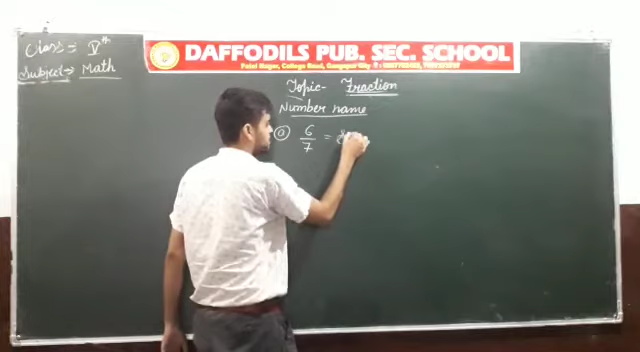 Class:- Vth
Subject:- Math
DAFFODILS PUB. SEC. SCHOOL
Patel Nagar, College Road, Gangapur City
Topic- Fraction
Number name
a 6/7 =